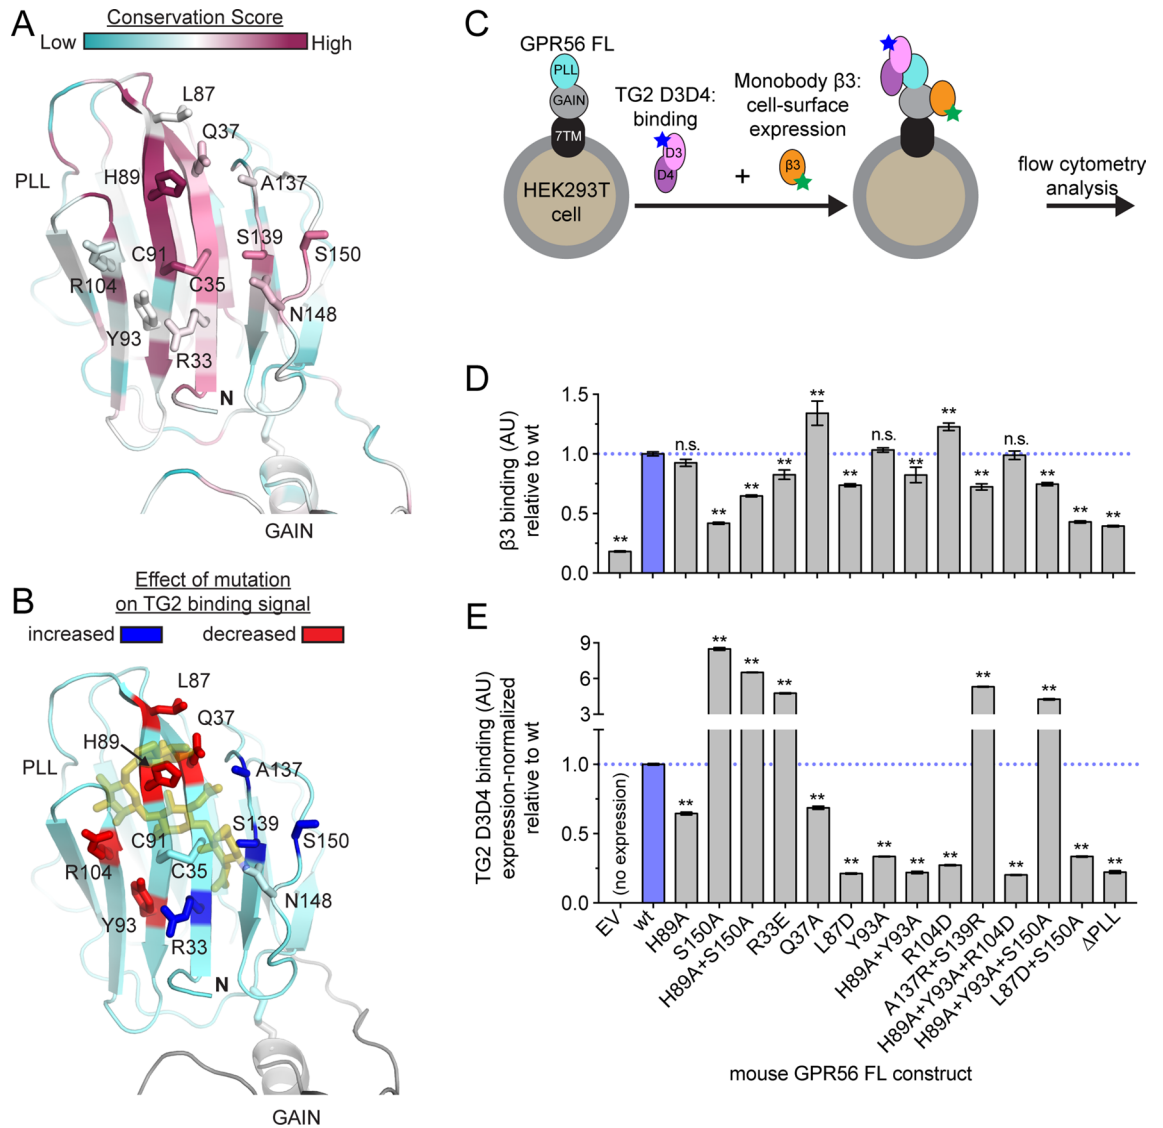 A
Conservation Score
Low
High
L87
Q37
PLL
H89
A137
S139
S150
C91
R104
C35
N148
Y93
R33
N
GAIN
B
Effect of mutation
on TG2 binding signal
increased
decreased
L87
Q37
H89
PLL
A137
S139
S150
C91
R104
C35
N148
Y93
R33
N
GAIN
C
GPR56 FL
PLL
GAIN
7TM
HEK293T
cell
TG2 D3D4:
binding
D3
D4
+
Monobody β3:
cell-surface
expression
β3
flow cytometry
analysis
D
β3 binding (AU)
relative to wt
1.5
1.0
0.5
0.0
**
n.s.
**
**
**
**
**
n.s.
**
**
**
n.s.
**
**
**
E
TG2 D3D4 binding (AU)
expression-normalized
relative to wt
9
6
3
1.0
0.5
0.0
(no expression)
**
**
**
**
**
**
**
**
**
**
**
**
**
**
EV
wt
H89A
S150A
H89A+S150A
R33E
Q37A
L87D
Y93A
H89A+Y93A
R104D
A137R+S139R
H89A+Y93A+R104D
H89A+Y93A+S150A
L87D+S150A
ΔPLL
mouse GPR56 FL construct